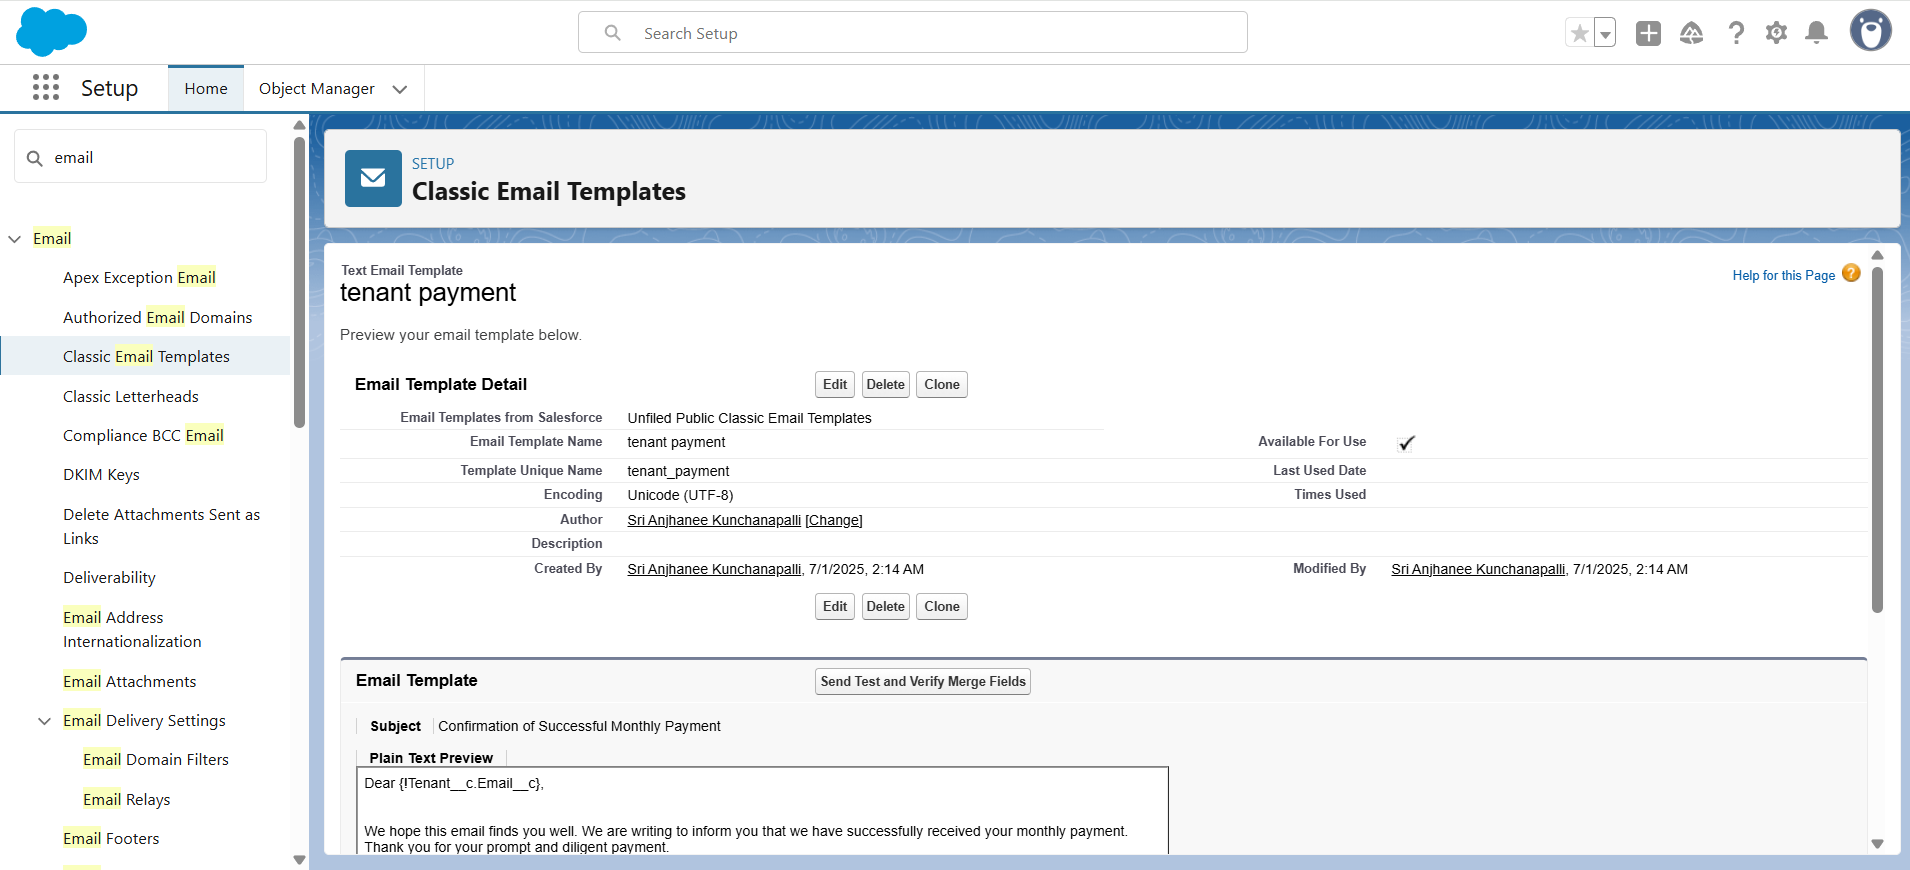 Search Setup
Setup
Home
Object Manager
email
Email
Apex Exception Email
Authorized Email Domains
Classic Email Templates
Classic Letterheads
Compliance BCC Email
DKIM Keys
Delete Attachments Sent as
Links
Deliverability
Email Address
Internationalization
Email Attachments
Email Delivery Settings
Email Domain Filters
Email Relays
Email Footers
SETUP
Classic Email Templates
Text Email Template
tenant payment
Help for this Page ?
Preview your email template below.
Email Template Detail
Edit Delete Clone
Email Templates from Salesforce Unfiled Public Classic Email Templates
Email Template Name tenant payment Available For Use
Template Unique Name tenant_payment Last Used Date
Encoding Unicode (UTF-8) Times Used
Author Sri Anjhanee Kunchanapalli [Change]
Description
Created By Sri Anjhanee Kunchanapalli, 7/1/2025, 2:14 AM Modified By Sri Anjhanee Kunchanapalli, 7/1/2025, 2:14 AM
Edit Delete Clone
Email Template Send Test and Verify Merge Fields
Subject Confirmation of Successful Monthly Payment
Plain Text Preview
Dear {!Tenant__c.Email__c},
We hope this email finds you well. We are writing to inform you that we have successfully received your monthly payment.
Thank you for your prompt and diligent payment.